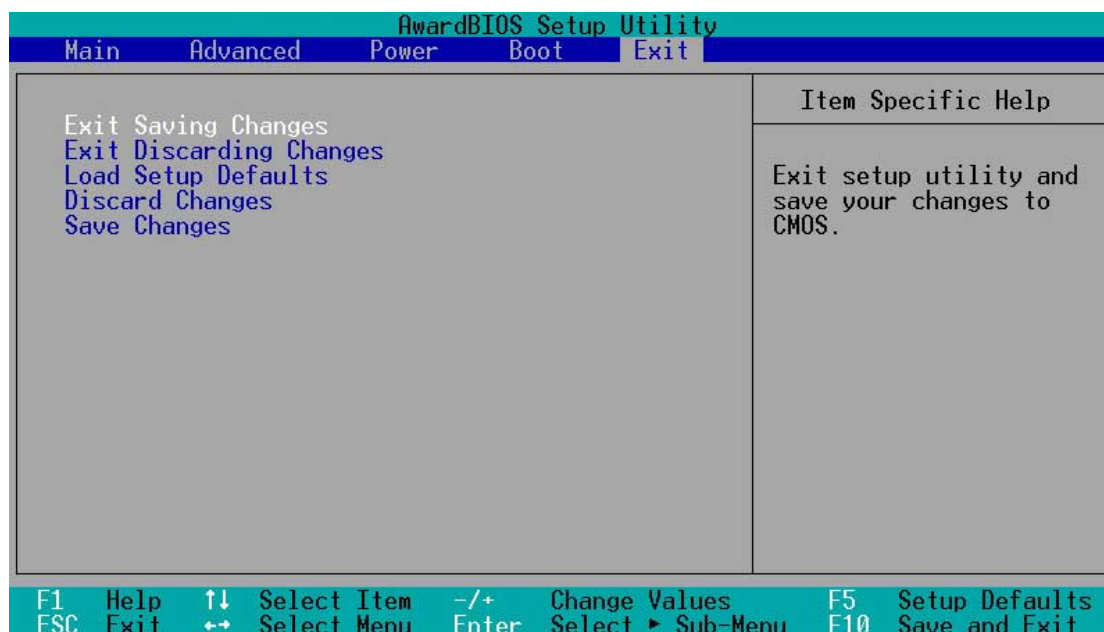 AwardBIOS Setup Utility
Main Advanced Power Boot Exit
Exit Saving Changes
Exit Discarding Changes
Load Setup Defaults
Discard Changes
Save Changes
Item Specific Help
Exit setup utility and
save your changes to
CMOS.
F1 Help ↑↓ Select Item -/+ Change Values F5 Setup Defaults
ESC Exit ←→ Select Menu Enter Select ► Sub-Menu F10 Save and Exit